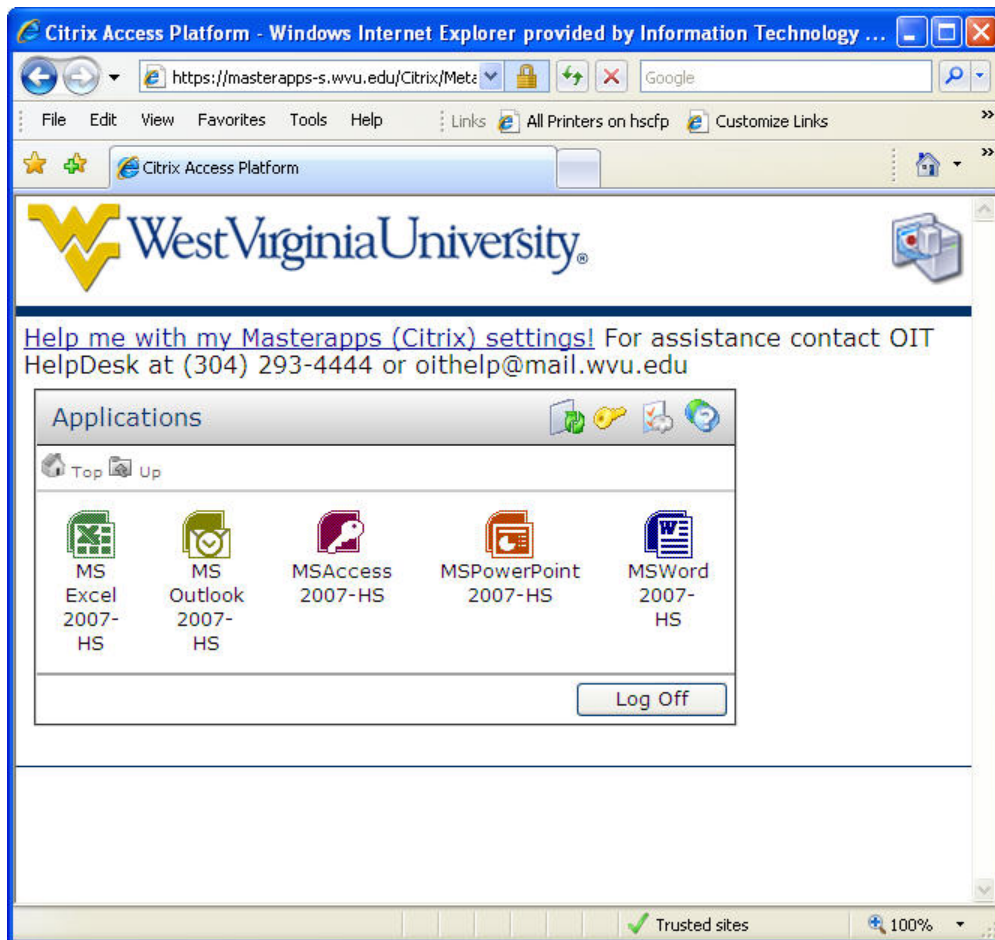 Citrix Access Platform - Windows Internet Explorer provided by Information Technology ...
https://masterapps-s.wvu.edu/Citrix/Meta
Google
File Edit View Favorites Tools Help Links All Printers on hscfp Customize Links »
Citrix Access Platform »
WV
West Virginia University®
Help me with my Masterapps (Citrix) settings! For assistance contact OIT
HelpDesk at (304) 293-4444 or oithelp@mail.wvu.edu
Applications
Top Up
MS
Excel
2007-
HS
MS
Outlook
2007-
HS
MSAccess
2007-HS
MSPowerPoint
2007-HS
MSWord
2007-
HS
Log Off
Trusted sites 100%